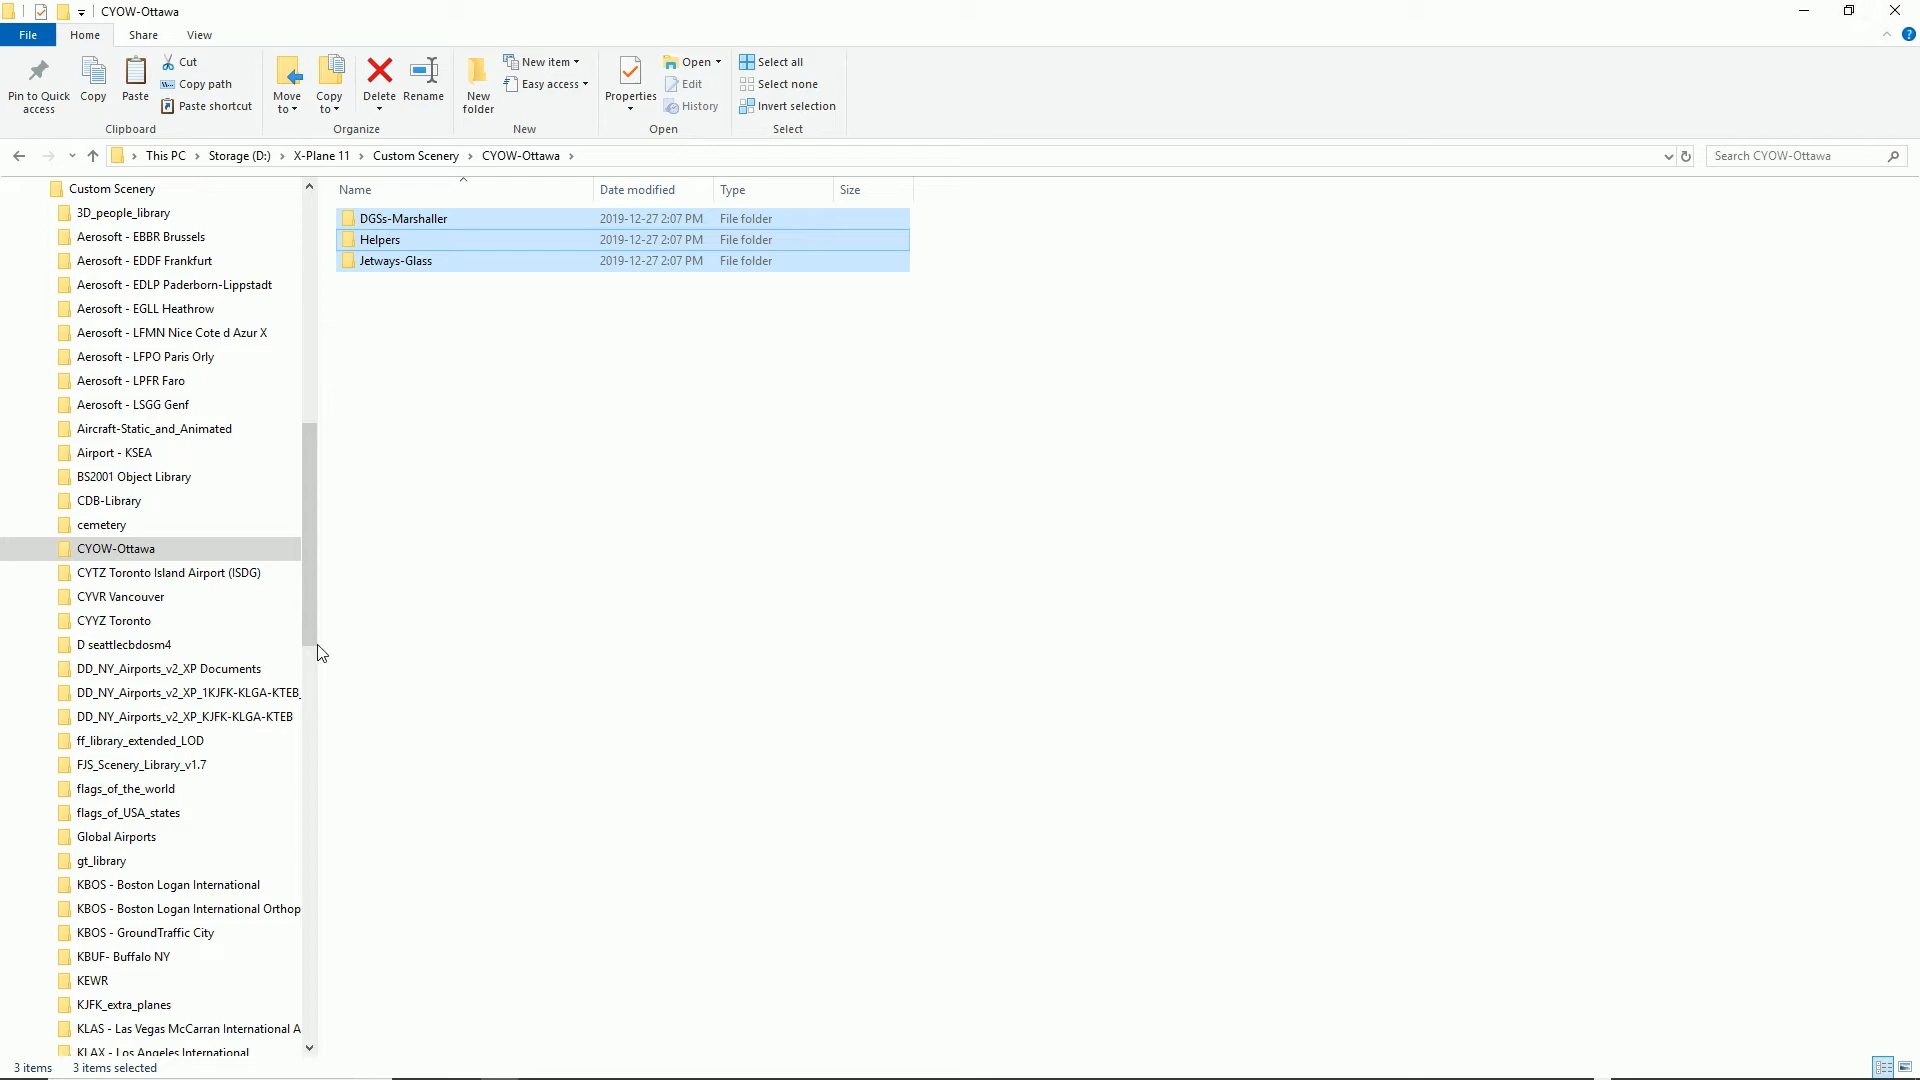 CYOW-Ottawa
File Home Share View
Pin to Quick access
Copy
Paste
Cut
Copy path
Paste shortcut
Clipboard
Move to
Copy to
Delete
Rename
Organize
New folder
New item
Easy access
New
Properties
Open
Edit
History
Open
Select all
Select none
Invert selection
Select
This PC > Storage (D:) > X-Plane 11 > Custom Scenery > CYOW-Ottawa >
Search CYOW-Ottawa
Custom Scenery
3D_people_library
Aerosoft - EBBR Brussels
Aerosoft - EDDF Frankfurt
Aerosoft - EDLP Paderborn-Lippstadt
Aerosoft - EGLL Heathrow
Aerosoft - LFMN Nice Cote d Azur X
Aerosoft - LFPO Paris Orly
Aerosoft - LPFR Faro
Aerosoft - LSGG Genf
Aircraft-Static_and_Animated
Airport - KSEA
BS2001 Object Library
CDB-Library
cemetery
CYOW-Ottawa
CYTZ Toronto Island Airport (ISDG)
CYVR Vancouver
CYYZ Toronto
D seattlecbdosm4
DD_NY_Airports_v2_XP Documents
DD_NY_Airports_v2_XP_1KJFK-KLGA-KTEB_
DD_NY_Airports_v2_XP_KJFK-KLGA-KTEB
ff_library_extended_LOD
FJS_Scenery_Library_v1.7
flags_of_the_world
flags_of_USA_states
Global Airports
gt_library
KBOS - Boston Logan International
KBOS - Boston Logan International Orthop
KBOS - GroundTraffic City
KBUF- Buffalo NY
KEWR
KJFK_extra_planes
KLAS - Las Vegas McCarran International A
KLAX - Los Angeles International
Name Date modified Type Size
DGSs-Marshaller 2019-12-27 2:07 PM File folder
Helpers 2019-12-27 2:07 PM File folder
Jetways-Glass 2019-12-27 2:07 PM File folder
3 items 3 items selected